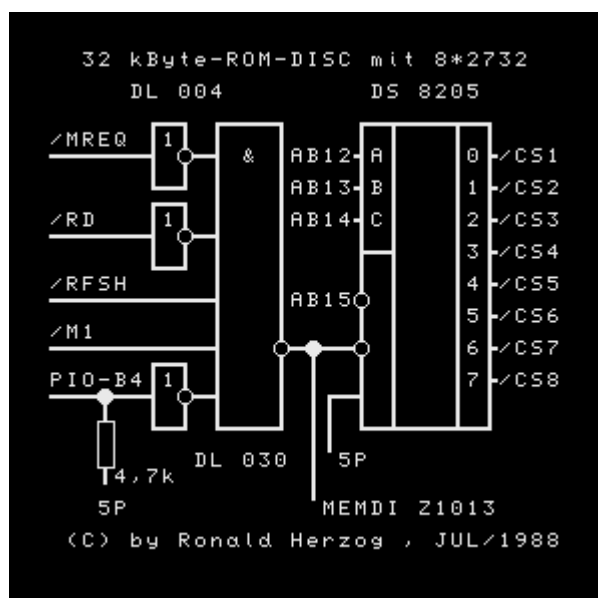 32 kByte-ROM-DISC mit 8*2732
DL 004 DS 8205
/MREQ 1 & AB12 A 0 /CS1
AB13 B 1 /CS2
/RD 1 AB14 C 2 /CS3
3 /CS4
/RFSH 4 /CS5
AB15
5 /CS6
/M1 6 /CS7
PIO-B4 1 7 /CS8
DL 030 5P
4,7k
5P MEMDI Z1013
(C) by Ronald Herzog , JUL/1988